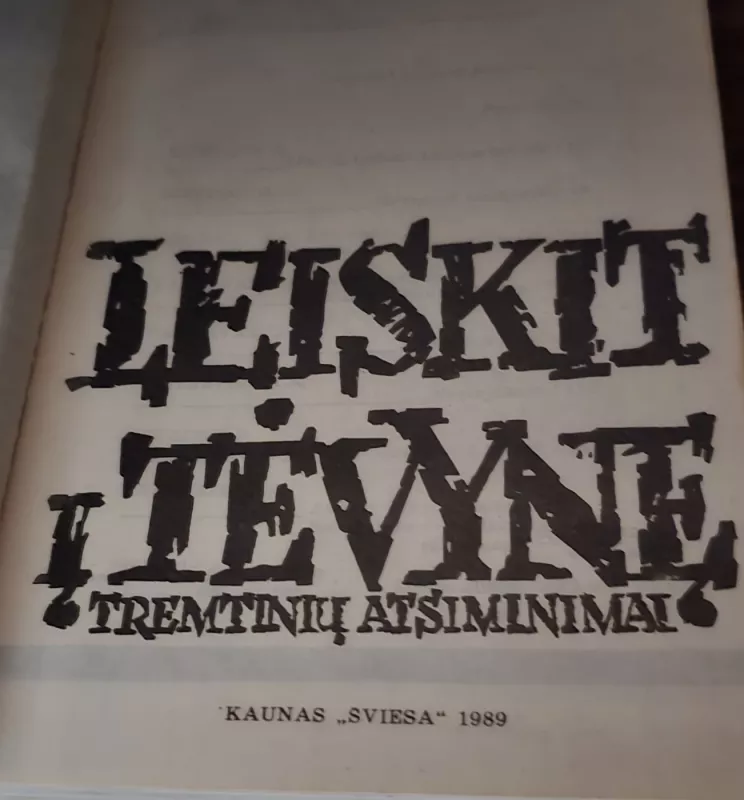 LEISKIT
Į TĖVYNĘ
TREMTINIŲ ATSIMINIMAI
KAUNAS „ŠVIESA“ 1989